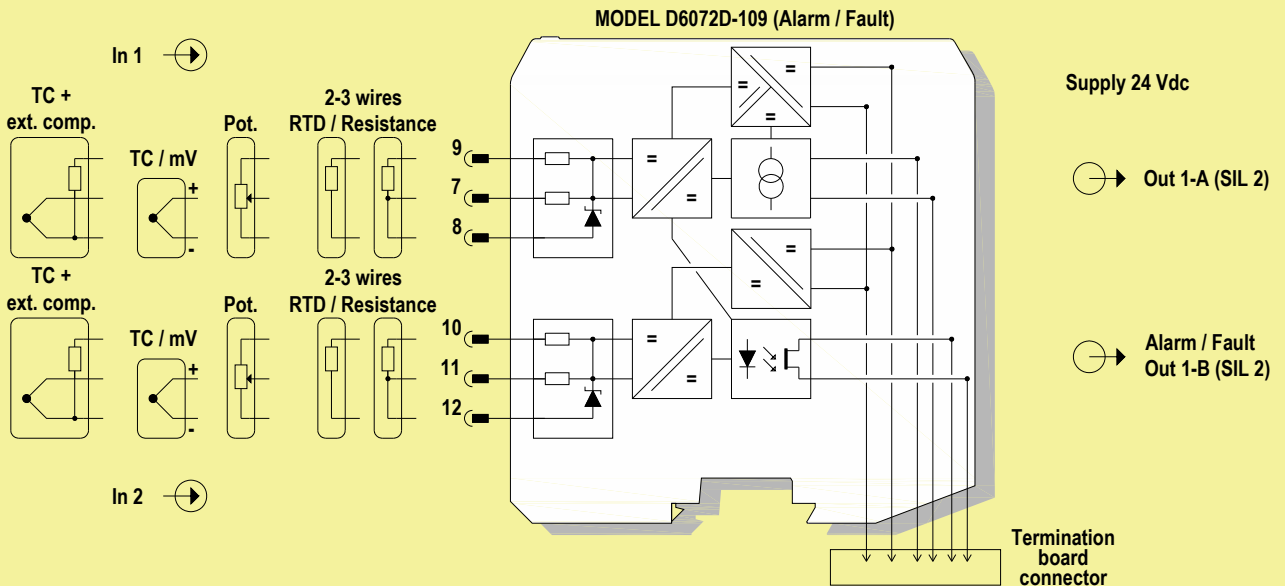 MODEL D6072D-109 (Alarm / Fault)
In 1
Supply 24 Vdc
TC +
ext. comp.
TC / mV
+
-
Pot.
2-3 wires
RTD / Resistance
9
7
8
=
=
=
=
=
=
Out 1-A (SIL 2)
TC +
ext. comp.
TC / mV
+
-
Pot.
2-3 wires
RTD / Resistance
10
11
12
=
=
=
Alarm / Fault
Out 1-B (SIL 2)
In 2
Termination
board
connector